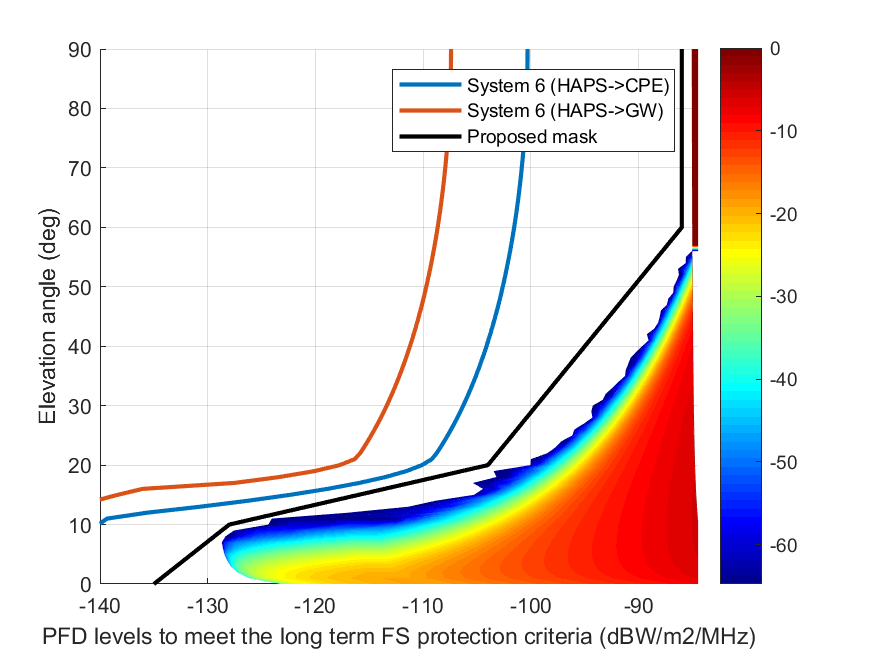 90
80
70
60
50
40
30
20
10
0
Elevation angle (deg)
System 6 (HAPS->CPE)
System 6 (HAPS->GW)
Proposed mask
0
-10
-20
-30
-40
-50
-60
-140 -130 -120 -110 -100 -90
PFD levels to meet the long term FS protection criteria (dBW/m2/MHz)